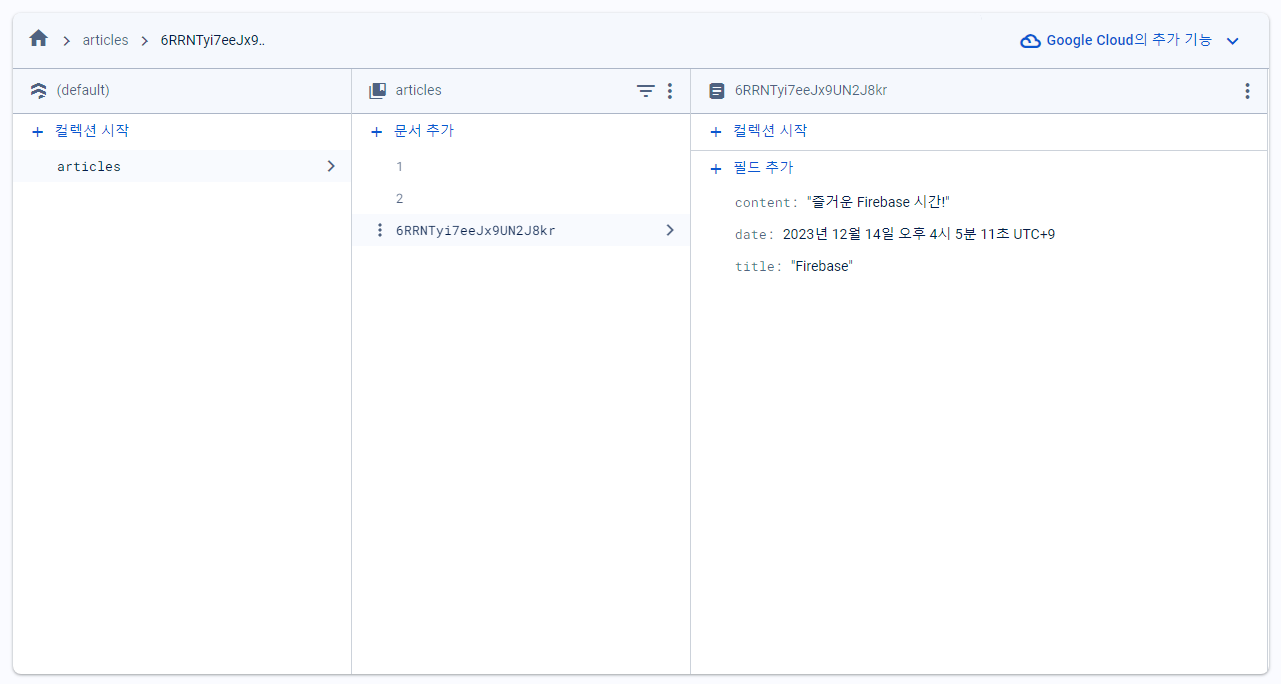 articles
6RRNTyi7eeJx9..
Google Cloud의 추가 기능
(default)
articles
6RRNTyi7eeJx9UN2J8kr
+ 컬렉션 시작
+ 문서 추가
+ 컬렉션 시작
articles
1
2
6RRNTyi7eeJx9UN2J8kr
+ 필드 추가
content: "즐거운 Firebase 시간!"
date: 2023년 12월 14일 오후 4시 5분 11초 UTC+9
title: "Firebase"